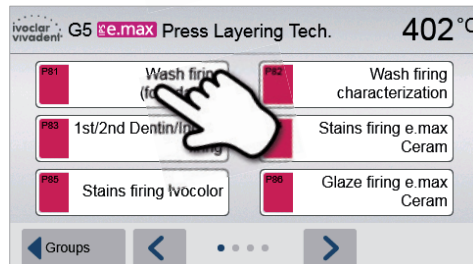 ivoclar
vivadent
G5 IPS e.max Press Layering Tech.
402°C
P81
Wash firing
P82
Wash firing
characterization
P83
1st/2nd Dentin/In
Stains firing e.max
Ceram
P85
Stains firing Ivocolor
P86
Glaze firing e.max
Ceram
Groups